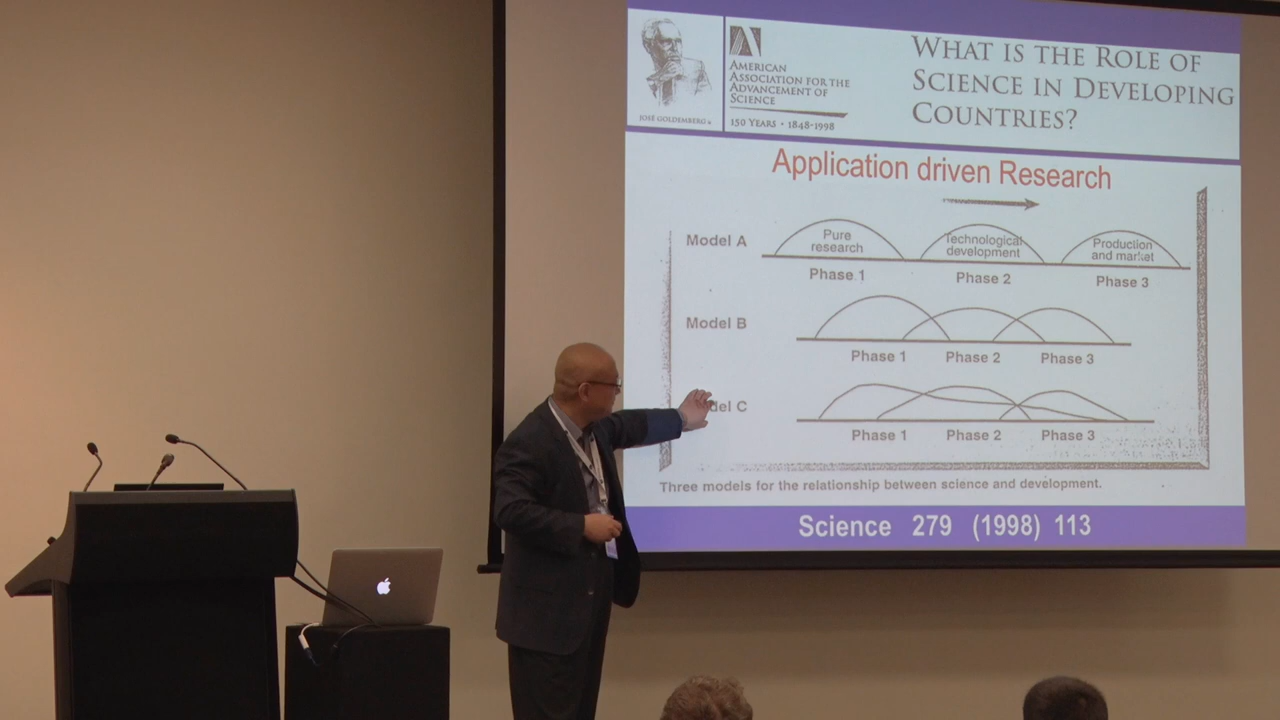 JOSÉ GOLDEMBERG
AMERICAN
ASSOCIATION FOR THE
ADVANCEMENT OF
SCIENCE
150 YEARS • 1848-1998
WHAT IS THE ROLE OF
SCIENCE IN DEVELOPING
COUNTRIES?
Application driven Research
Model A
Pure
research
Technological
development
Production
and market
Phase 1
Phase 2
Phase 3
Model B
Phase 1
Phase 2
Phase 3
del C
Phase 1
Phase 2
Phase 3
Three models for the relationship between science and development.
Science 279 (1998) 113